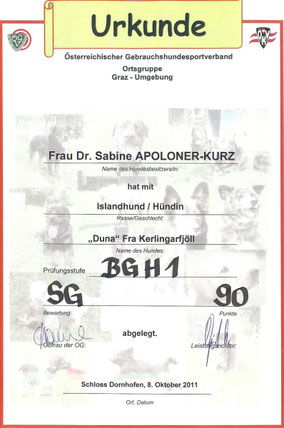 Urkunde
Österreichischer Gebrauchshundesportverband
Ortsgruppe
Graz - Umgebung
Frau Dr. Sabine APOLONER-KURZ
Name des Hundebesitzers/in:
hat mit
Islandhund / Hündin
Rasse/Geschlecht:
„Duna" Fra Kerlingarfjöll
Name des Hundes:
Prüfungsstufe BGH1
SG 90
Bewertung: Punkte
abgelegt.
Obfrau der OG: Leistungsrichter:
Schloss Dornhofen, 8. Oktober 2011
Ort, Datum